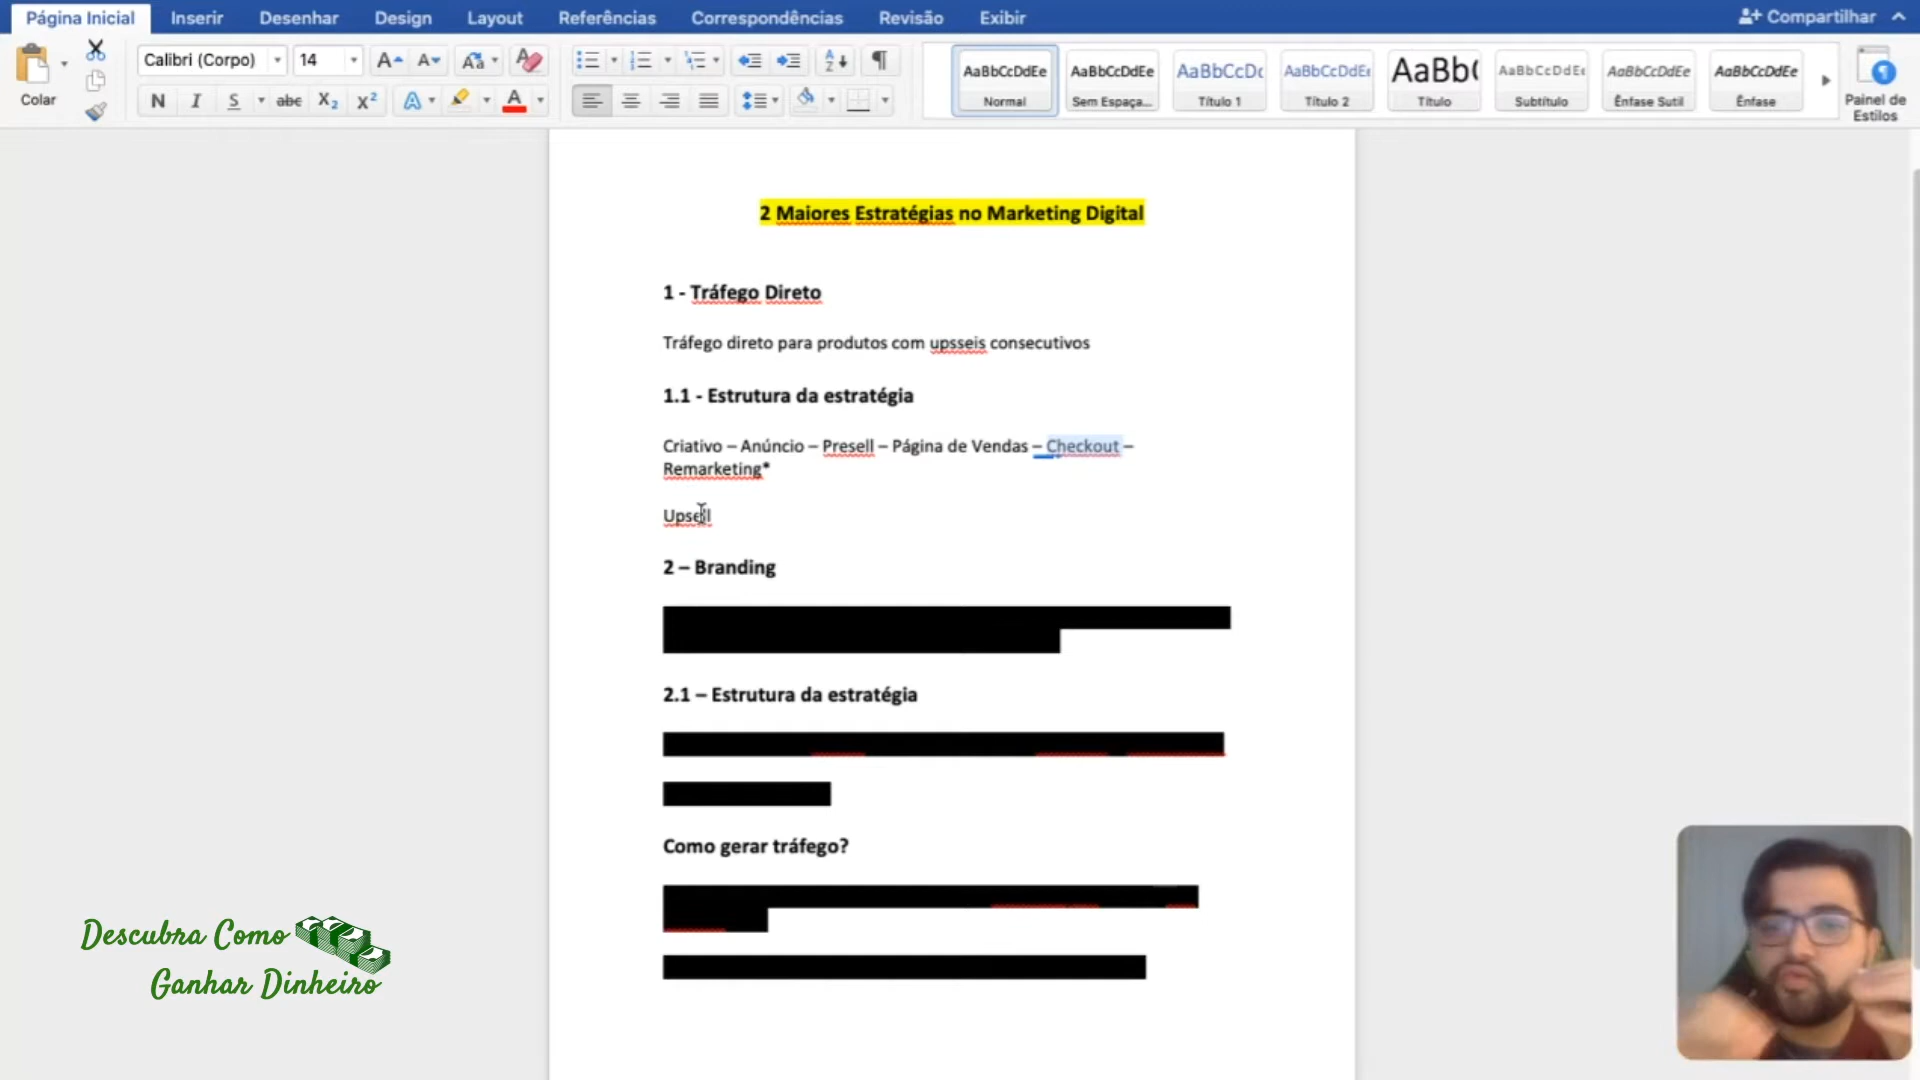 Página Inicial Inserir Desenhar Design Layout Referências Correspondências Revisão Exibir Compartilhar
Colar
Calibri (Corpo) 14
N I S abc X₂ X²
AaBbCcDdEe AaBbCcDdEe AaBbCcDc AaBbCcDdEe AaBb( AaBbCcDdEe AaBbCcDdEe AaBbCcDdEe
Normal Sem Espaça... Título 1 Título 2 Título Subtítulo Ênfase Sutil Ênfase
Painel de
Estilos
2 Maiores Estratégias no Marketing Digital
1 - Tráfego Direto
Tráfego direto para produtos com upsseis consecutivos
1.1 - Estrutura da estratégia
Criativo – Anúncio – Presell – Página de Vendas – Checkout –
Remarketing*
Upsell
2 – Branding
2.1 – Estrutura da estratégia
Como gerar tráfego?
Descubra Como
Ganhar Dinheiro